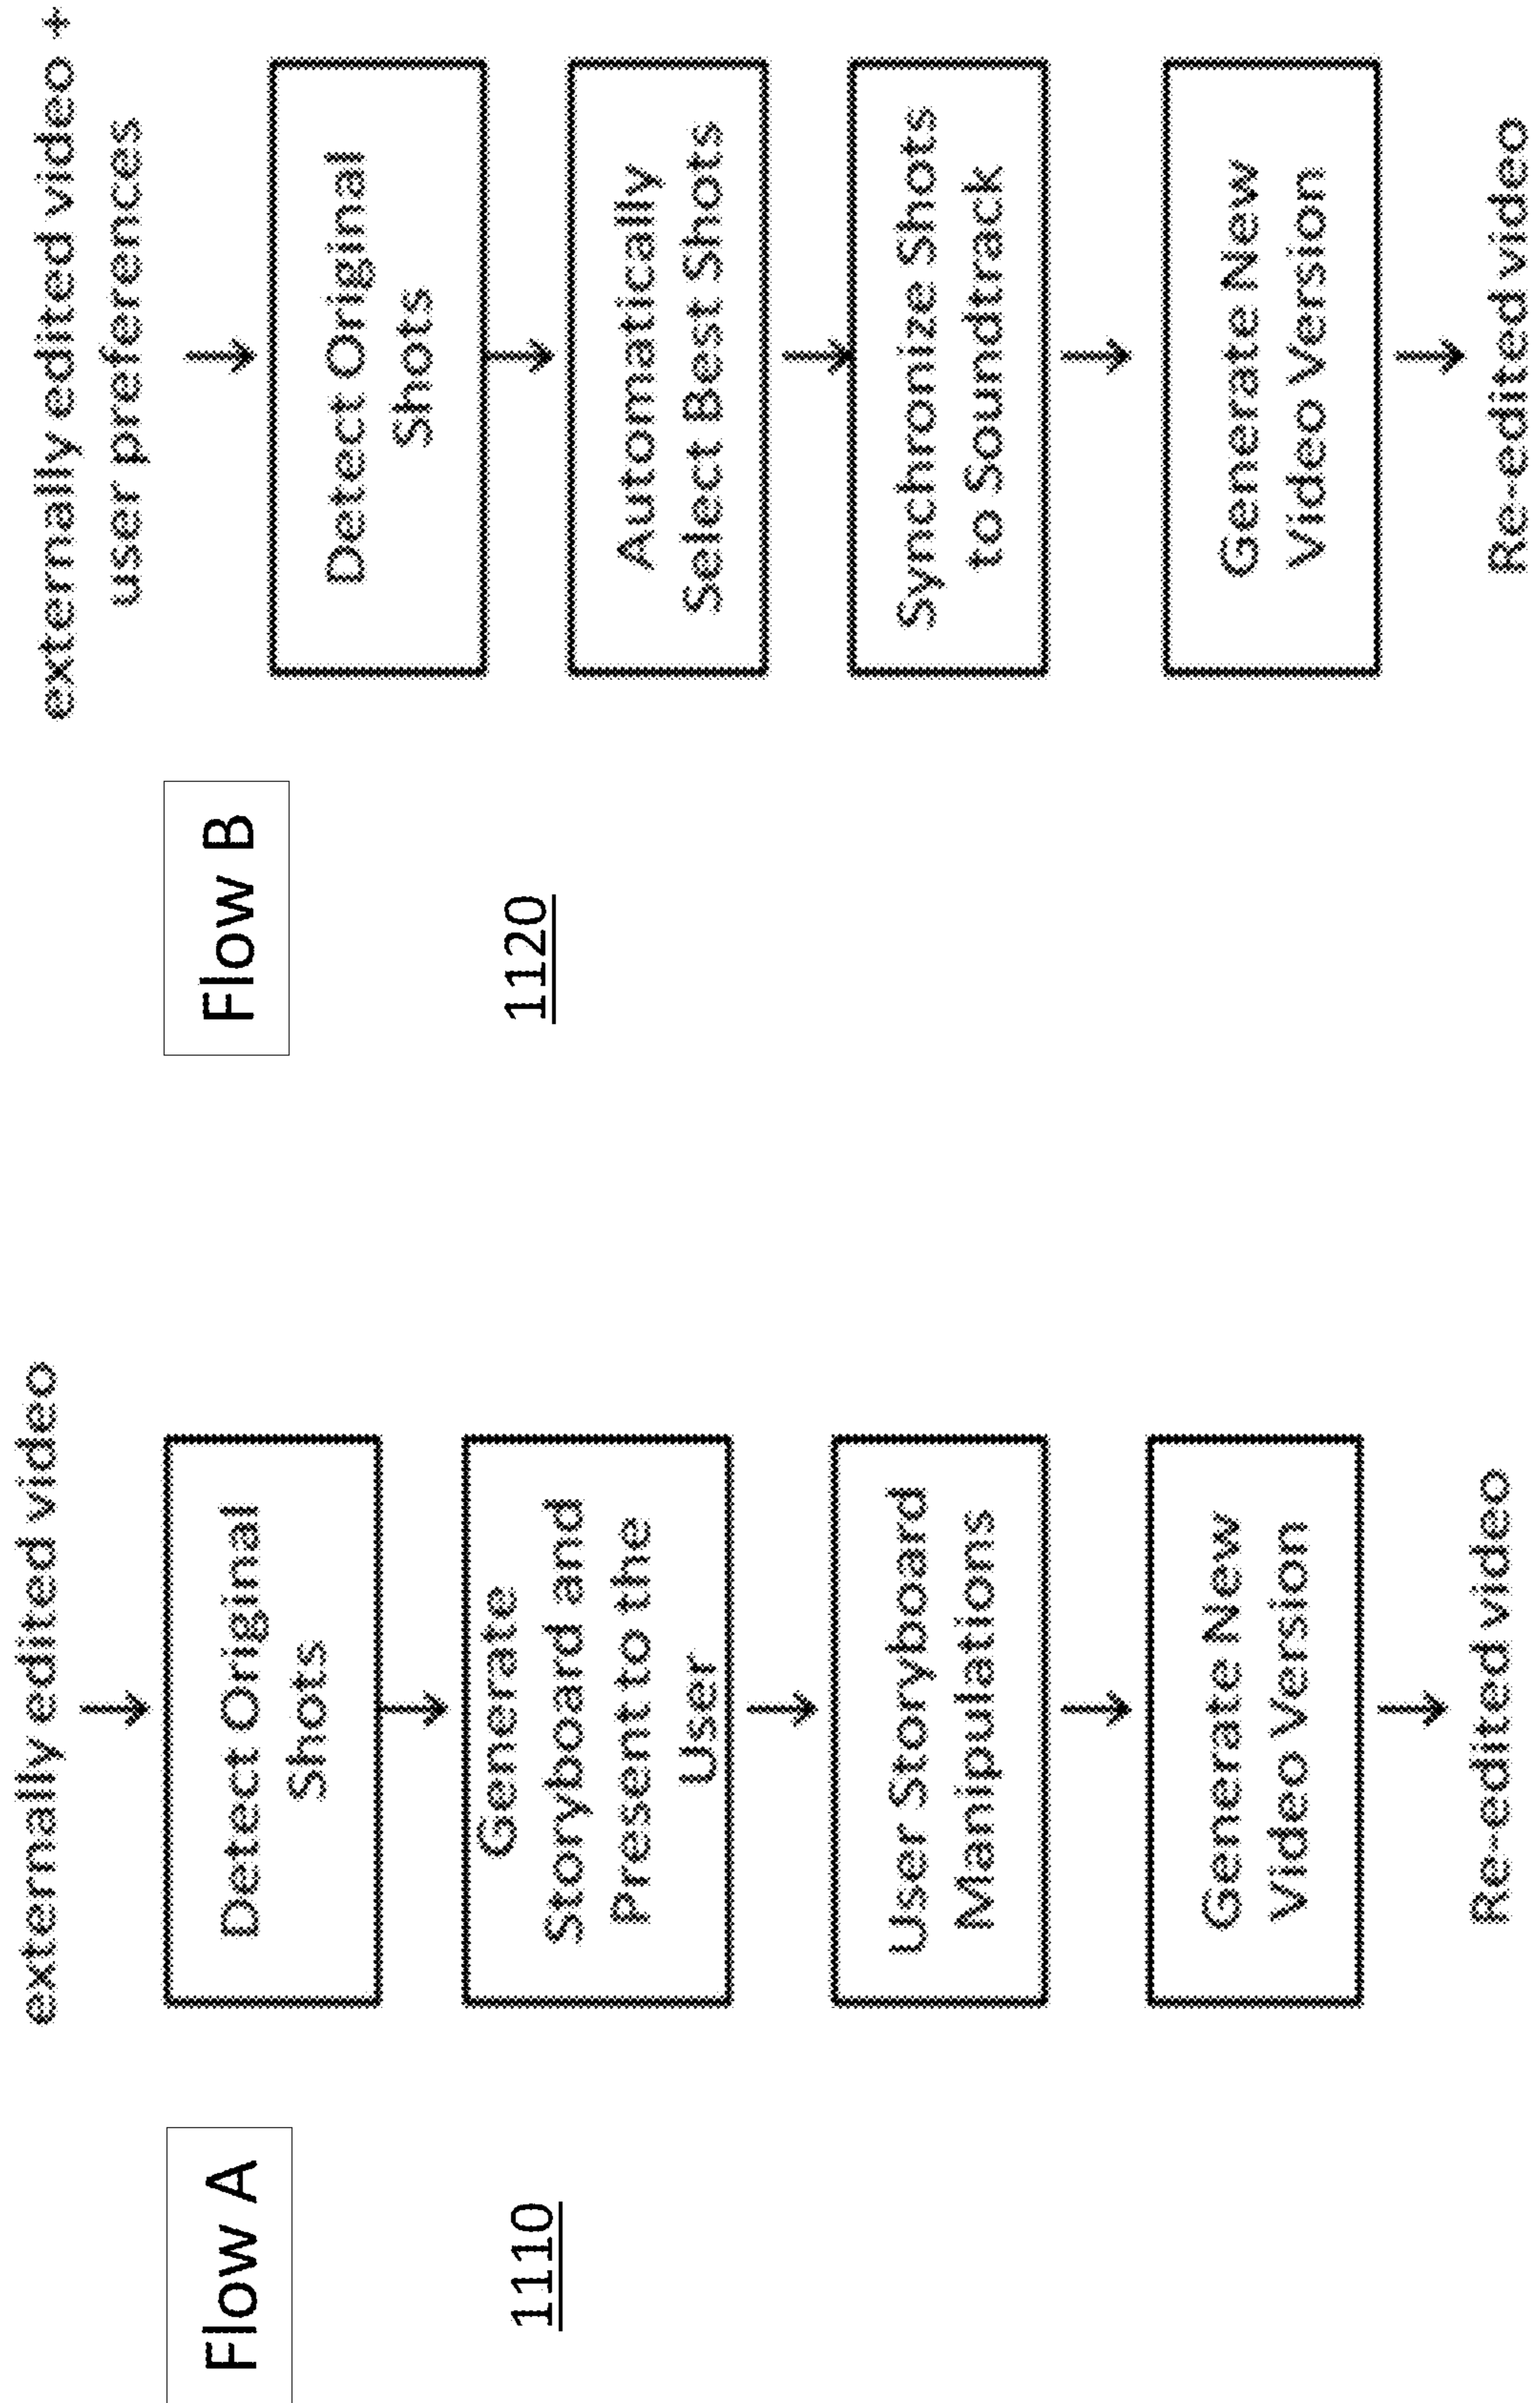 Flow A
1110
externally edited video
Detect Original
Shots
Generate
Storyboard and
Present to the
User
User Storyboard
Manipulations
Generate New
Video Version
Re-edited video
Flow B
1120
externally edited video +
user preferences
Detect Original
Shots
Automatically
Select Best Shots
Synchronize Shots
to Soundtrack
Generate New
Video Version
Re-edited video